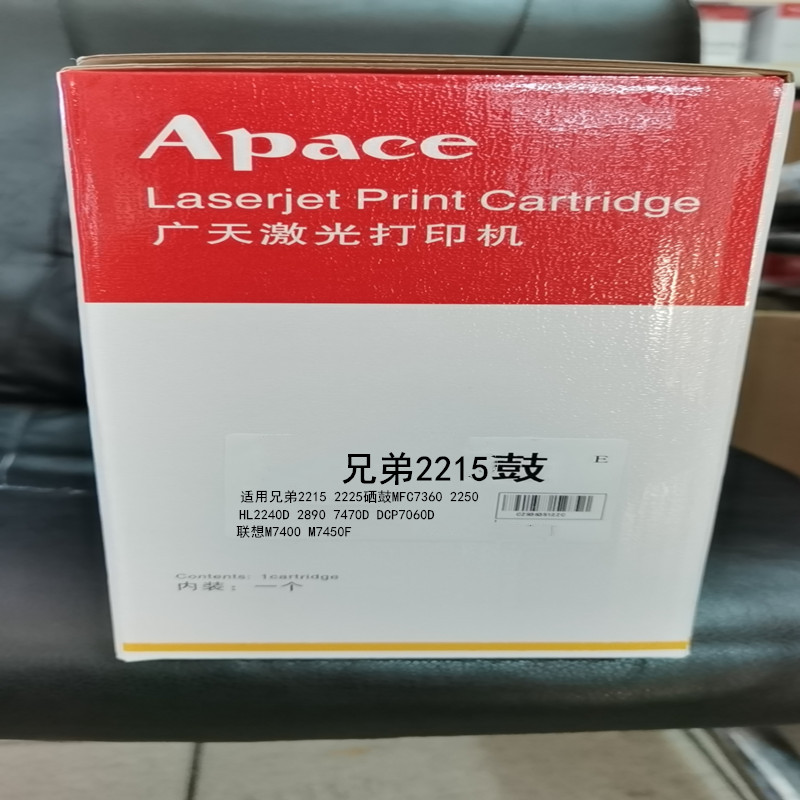 Apace
Laserjet Print Cartridge
广天激光打印机
兄弟2215鼓
E
适用兄弟2215 2225硒鼓MFC7360 2250
HL2240D 2890 7470D DCP7060D
联想M7400 M7450F
Contents: 1cartridge
内装：一个